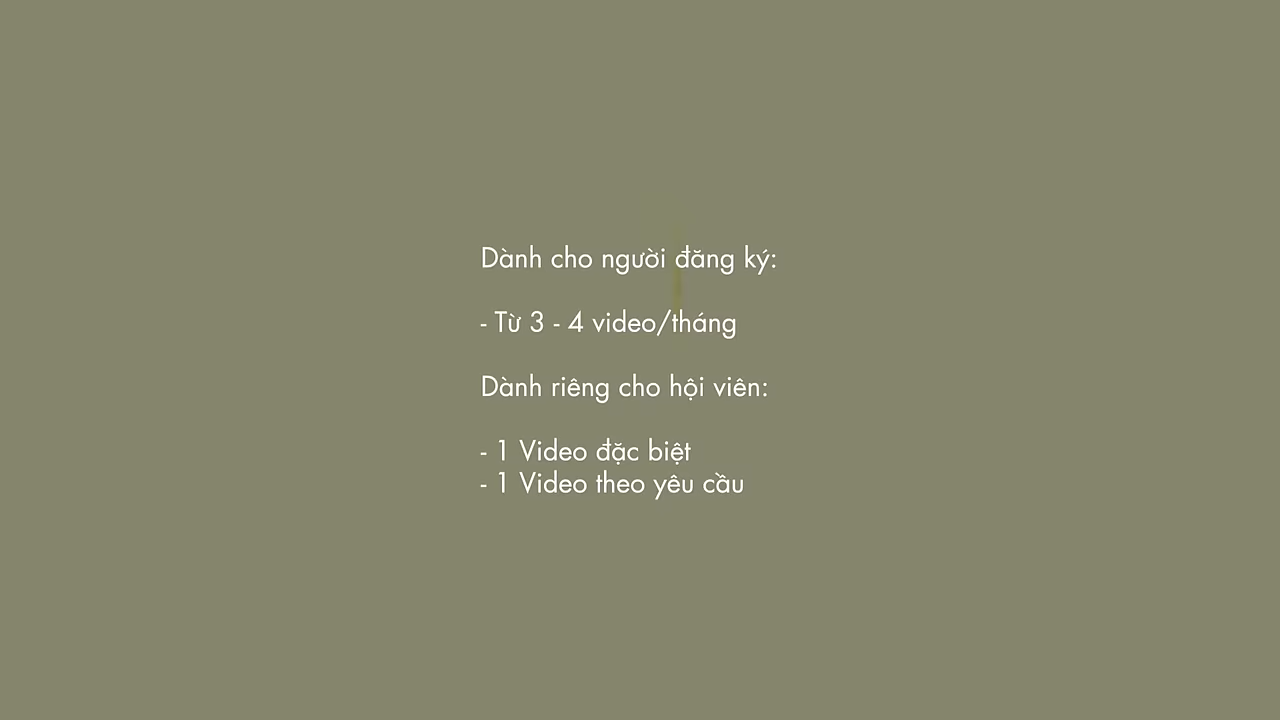 Dành cho người đăng ký:
- Từ 3 - 4 video/tháng
Dành riêng cho hội viên:
- 1 Video đặc biệt
- 1 Video theo yêu cầu